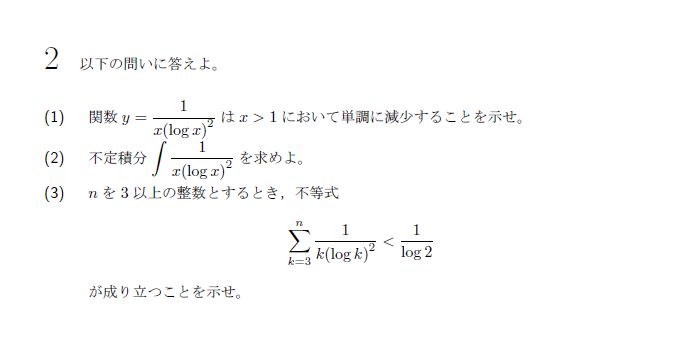 2 以下の問いに答えよ。
(1) 関数 y = \frac{1}{x(\log x)^2} は x > 1 において単調に減少することを示せ。
(2) 不定積分 \int \frac{1}{x(\log x)^2} を求めよ。
(3) n を 3 以上の整数とするとき，不等式
\sum_{k=3}^{n} \frac{1}{k(\log k)^2} < \frac{1}{\log 2}
が成り立つことを示せ。